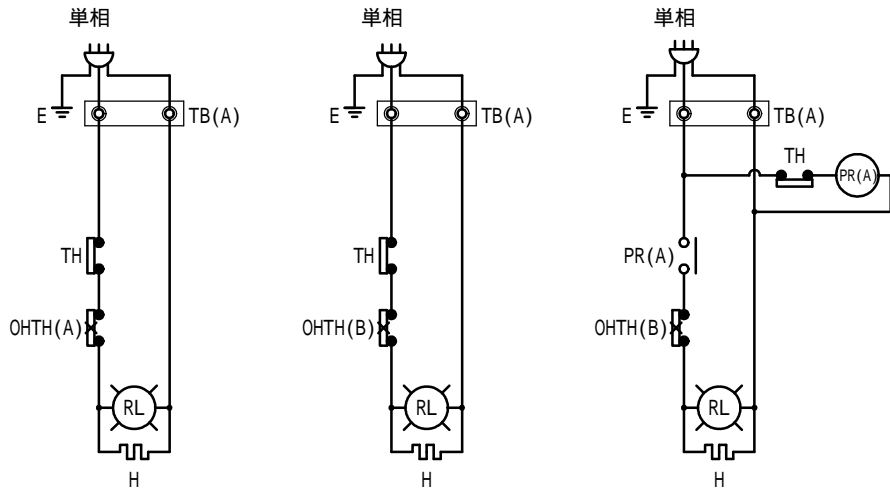 単相
E
TB(A)
TH
OHTH(A)
RL
H
単相
E
TB(A)
TH
OHTH(B)
RL
H
単相
E
TB(A)
TH
PR(A)
PR(A)
OHTH(B)
RL
H